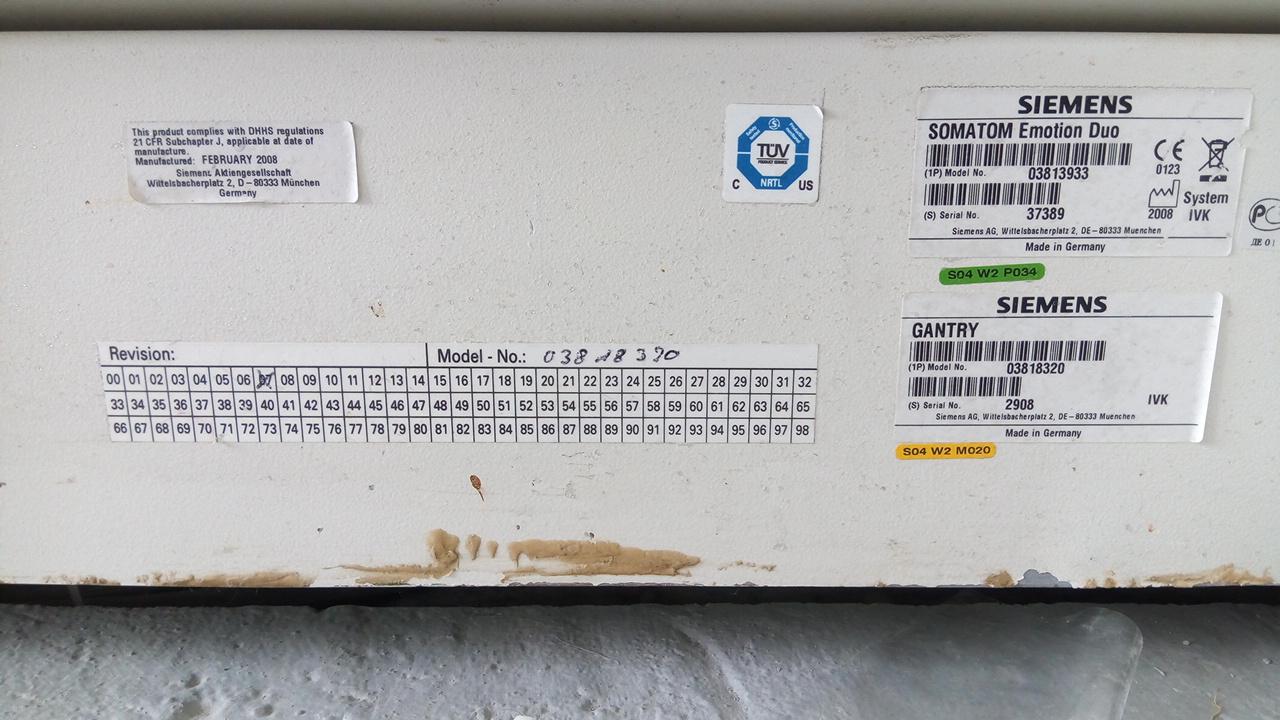 This product complies with DHHS regulations
21 CFR Subchapter J, applicable at date of
manufacture.
Manufactured: FEBRUARY 2008
Siemens Aktiengesellschaft
Wittelsbacherplatz 2, D-80333 München
Germany
TÜV
PRODUCT SERVICE
NRTL
C US
SIEMENS
SOMATOM Emotion Duo
(1P) Model No. 03813933
(S) Serial No. 37389
CE
0123
2008
System
IVK
Siemens AG, Wittelsbacherplatz 2, DE-80333 Muenchen
Made in Germany
S04 W2 P034
SIEMENS
GANTRY
(1P) Model No. 03818320
(S) Serial No. 2908
IVK
Siemens AG, Wittelsbacherplatz 2, DE-80333 Muenchen
Made in Germany
S04 W2 M020
Revision: Model - No.:
00 01 02 03 04 05 06 07 08 09 10 11 12 13 14 15 16 17 18 19 20 21 22 23 24 25 26 27 28 29 30 31 32
33 34 35 36 37 38 39 40 41 42 43 44 45 46 47 48 49 50 51 52 53 54 55 56 57 58 59 60 61 62 63 64 65
66 67 68 69 70 71 72 73 74 75 76 77 78 79 80 81 82 83 84 85 86 87 88 89 90 91 92 93 94 95 96 97 98